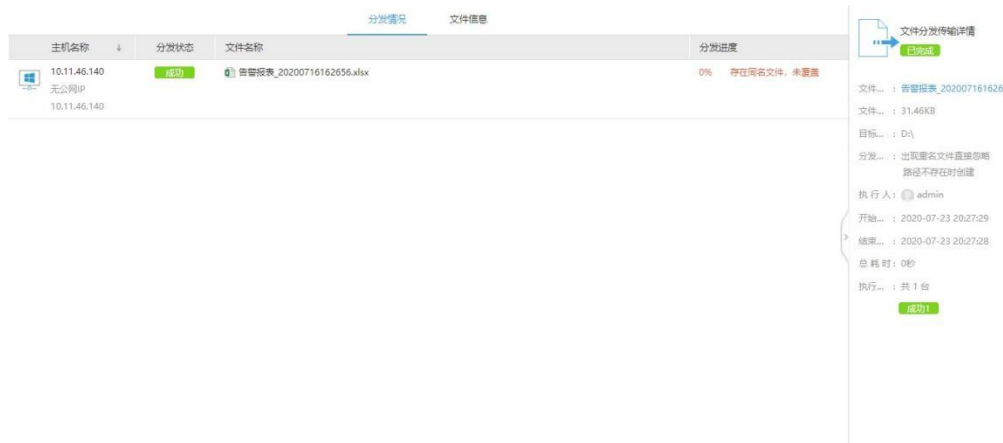 分发情况 文件信息
主机名称 ↓ 分发状态 文件名称 分发进度
10.11.46.140 成功 告警报表_20200716162656.xlsx 0% 存在同名文件，未覆盖
无公网IP
10.11.46.140
文件分发传输详情
已完成
文件... : 告警报表_202007161626
文件... : 31.46KB
目标... : D:\
分发... : 出现重名文件直接忽略
路径不存在时创建
执 行 人 : admin
开始... : 2020-07-23 20:27:29
结束... : 2020-07-23 20:27:28
总 耗 时 : 0秒
执行... : 共 1 台
成功1